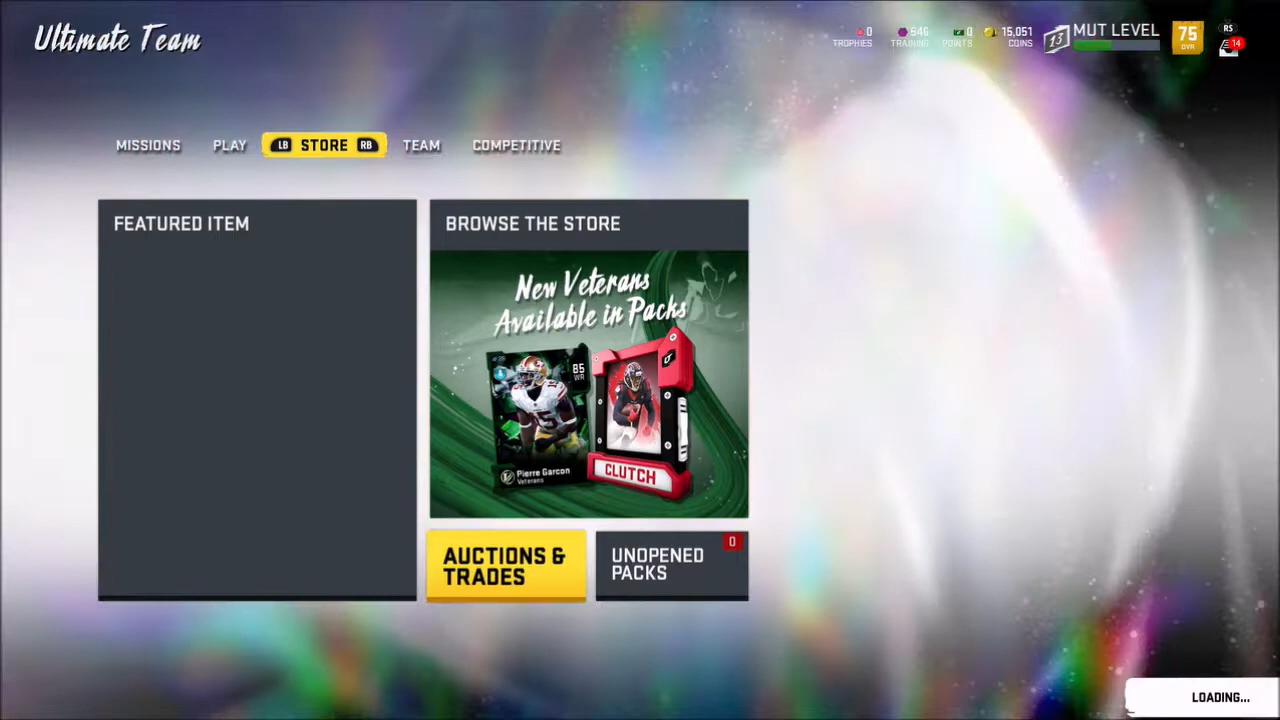 Ultimate Team
0
TROPHIES
646
TRAINING
0
POINTS
15,051
COINS
13
MUT LEVEL
75
OVR
RS
14
MISSIONS
PLAY
LB STORE RB
TEAM
COMPETITIVE
FEATURED ITEM
BROWSE THE STORE
New Veterans
Available in Packs
85
WR
Pierre Garcon
Veterans
CLUTCH
AUCTIONS &
TRADES
UNOPENED
PACKS
0
LOADING...